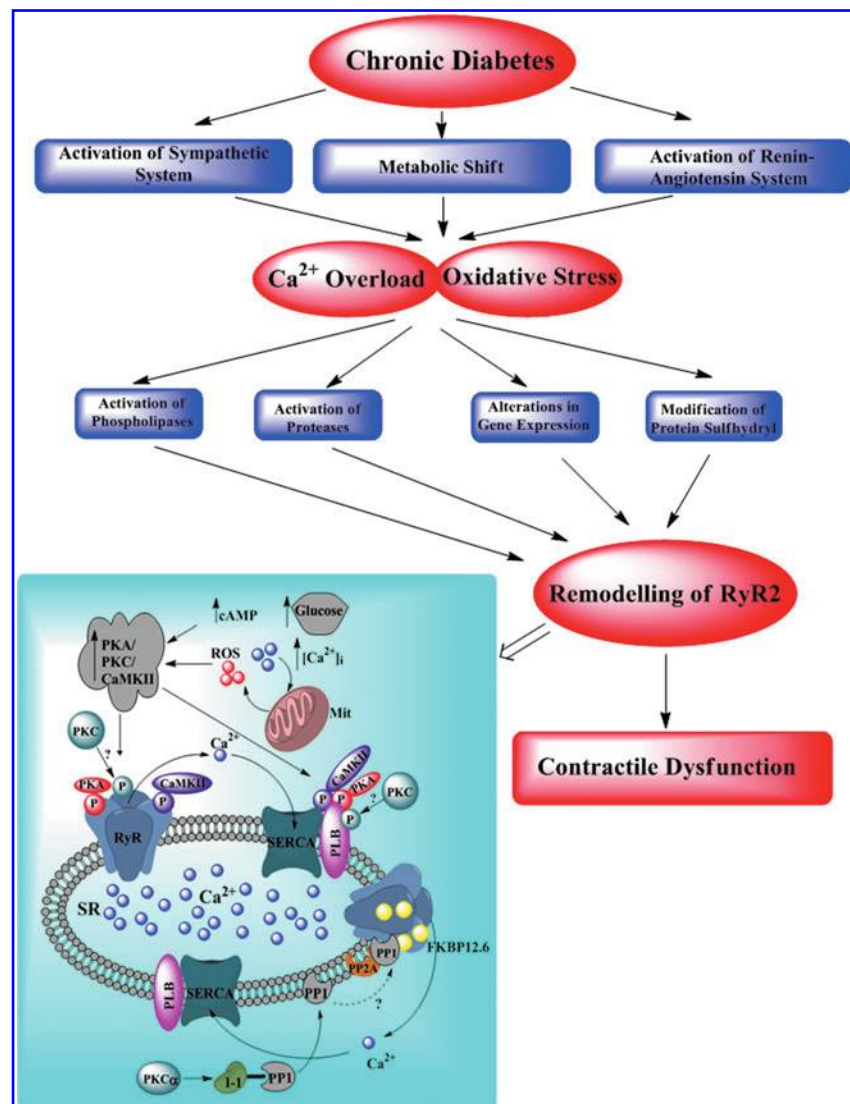 Chronic
Diabetes
Activation of Sympathetic
System
Metabolic Shift
Activation of Renin-
Angiotensin System
Ca²⁺ Overload
Oxidative Stress
Activation of
Phospholipases
Activation of
Proteases
Alterations in
Gene Expression
Modification of
Protein Sulfhydryl
Remodelling of RyR2
Contractile Dysfunction
cAMP
Glucose
PKA/
PKC/
CaMKII
ROS
[Ca²⁺]i
Mit
PKC
?
Ca²⁺
PKA
P
P
CaMKII
P
RyR
CaMKII
PKA
P
P
?
PKC
P
SERCA
PLB
SR
Ca²⁺
FKBP12.6
PP1
PP2A
PLB
SERCA
PP1
?
Ca²⁺
PKCα
I-1
PP1